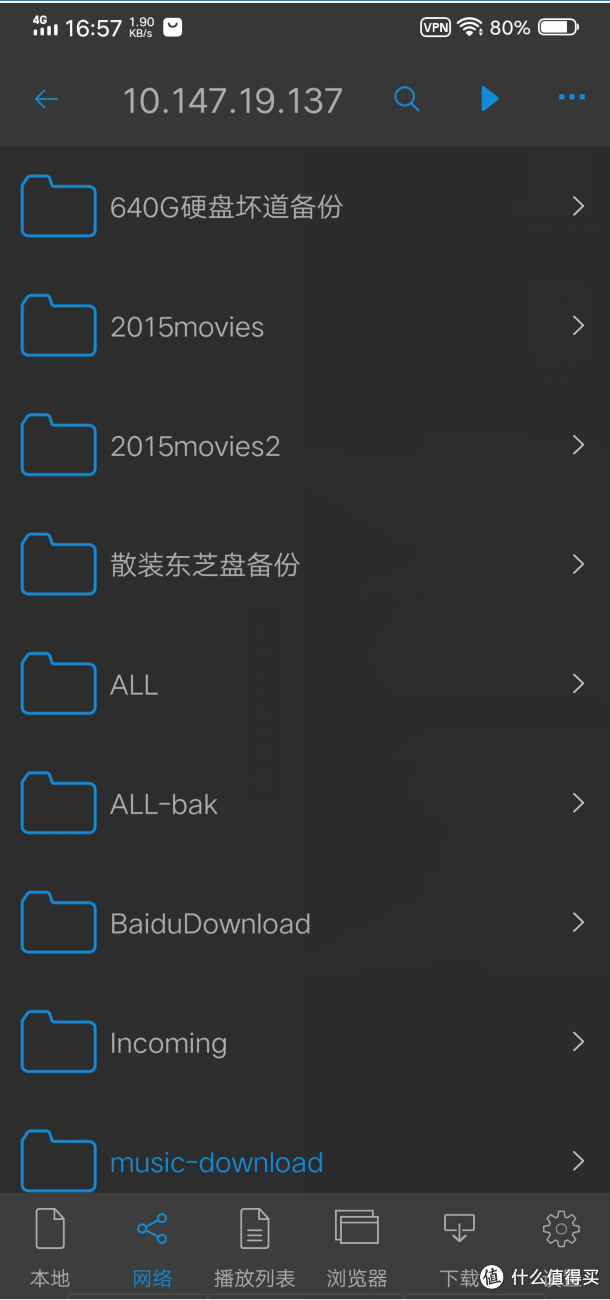 4G 16:57 1.90 KB/s VPN 80%
10.147.19.137
640G硬盘坏道备份
2015movies
2015movies2
散装东芝盘备份
ALL
ALL-bak
BaiduDownload
Incoming
music-download
本地 网络 播放列表 浏览器 下载
值 什么值得买